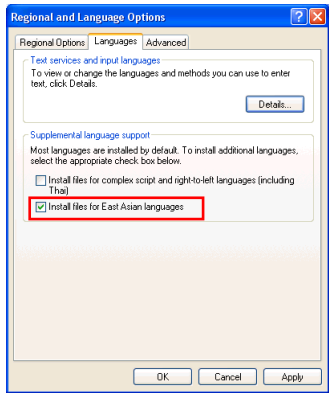 Regional and Language Options
Regional Options Languages Advanced
Text services and input languages
To view or change the languages and methods you can use to enter
text, click Details.
Details...
Supplemental language support
Most languages are installed by default. To install additional languages,
select the appropriate check box below.
Install files for complex script and right-to-left languages (including
Thai)
Install files for East Asian languages
OK Cancel Apply